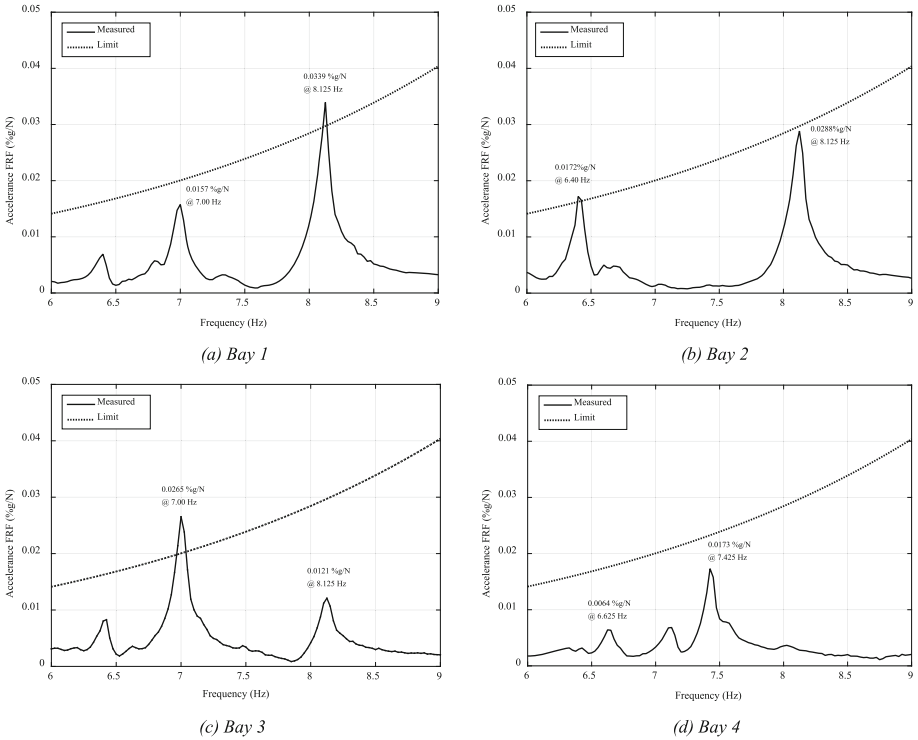 0.05
0.04
0.03
0.02
0.01
0
Accelerance FRF (%g/N)
Measured
Limit
0.0339 %g/N
@ 8.125 Hz
0.0157 %g/N
@ 7.00 Hz
6 6.5 7 7.5 8 8.5 9
Frequency (Hz)
(a) Bay 1
0.05
0.04
0.03
0.02
0.01
0
Accelerance FRF (%g/N)
Measured
Limit
0.0288%g/N
@ 8.125 Hz
0.0172%g/N
@ 6.40 Hz
6 6.5 7 7.5 8 8.5 9
Frequency (Hz)
(b) Bay 2
0.05
0.04
0.03
0.02
0.01
0
Accelerance FRF (%g/N)
Measured
Limit
0.0265 %g/N
@ 7.00 Hz
0.0121 %g/N
@ 8.125 Hz
6 6.5 7 7.5 8 8.5 9
Frequency (Hz)
(c) Bay 3
0.05
0.04
0.03
0.02
0.01
0
Accelerance FRF (%g/N)
Measured
Limit
0.0173 %g/N
@ 7.425 Hz
0.0064 %g/N
@ 6.625 Hz
6 6.5 7 7.5 8 8.5 9
Frequency (Hz)
(d) Bay 4